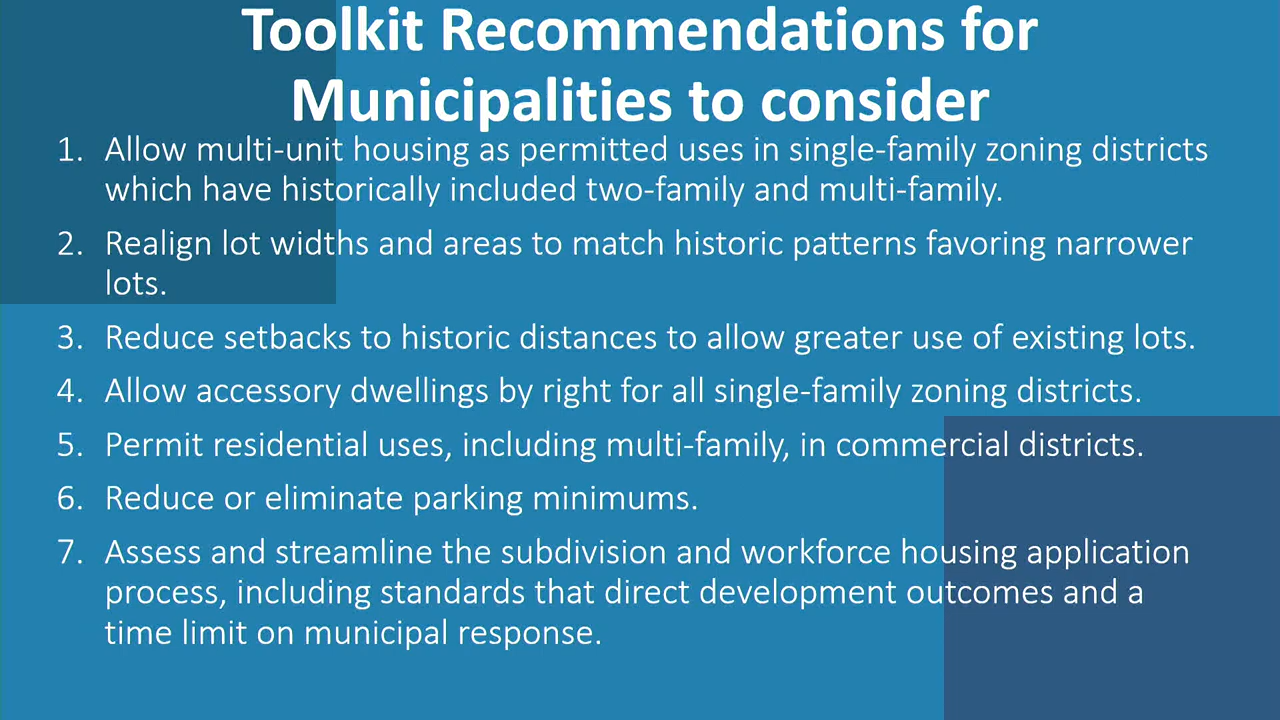 Toolkit Recommendations for
Municipalities to consider
1. Allow multi-unit housing as permitted uses in single-family zoning districts
which have historically included two-family and multi-family.
2. Realign lot widths and areas to match historic patterns favoring narrower
lots.
3. Reduce setbacks to historic distances to allow greater use of existing lots.
4. Allow accessory dwellings by right for all single-family zoning districts.
5. Permit residential uses, including multi-family, in commercial districts.
6. Reduce or eliminate parking minimums.
7. Assess and streamline the subdivision and workforce housing application
process, including standards that direct development outcomes and a
time limit on municipal response.